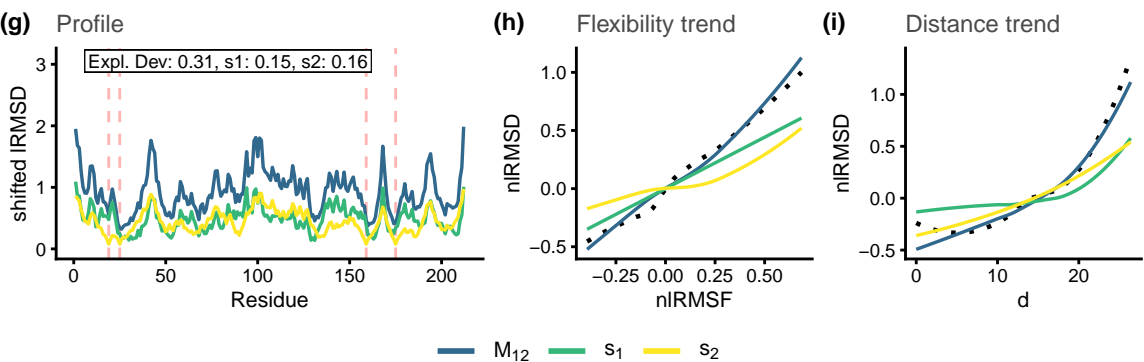 (g) Profile
Expl. Dev: 0.31, s1: 0.15, s2: 0.16
shifted lRMSD
3
2
1
0
0 50 100 150 200
Residue
(h) Flexibility trend
nlRMSD
1.0
0.5
0.0
−0.5
−0.25 0.00 0.25 0.50
nlRMSF
(i) Distance trend
nlRMSD
1.0
0.5
0.0
−0.5
0 10 20
d
M₁₂ s₁ s₂